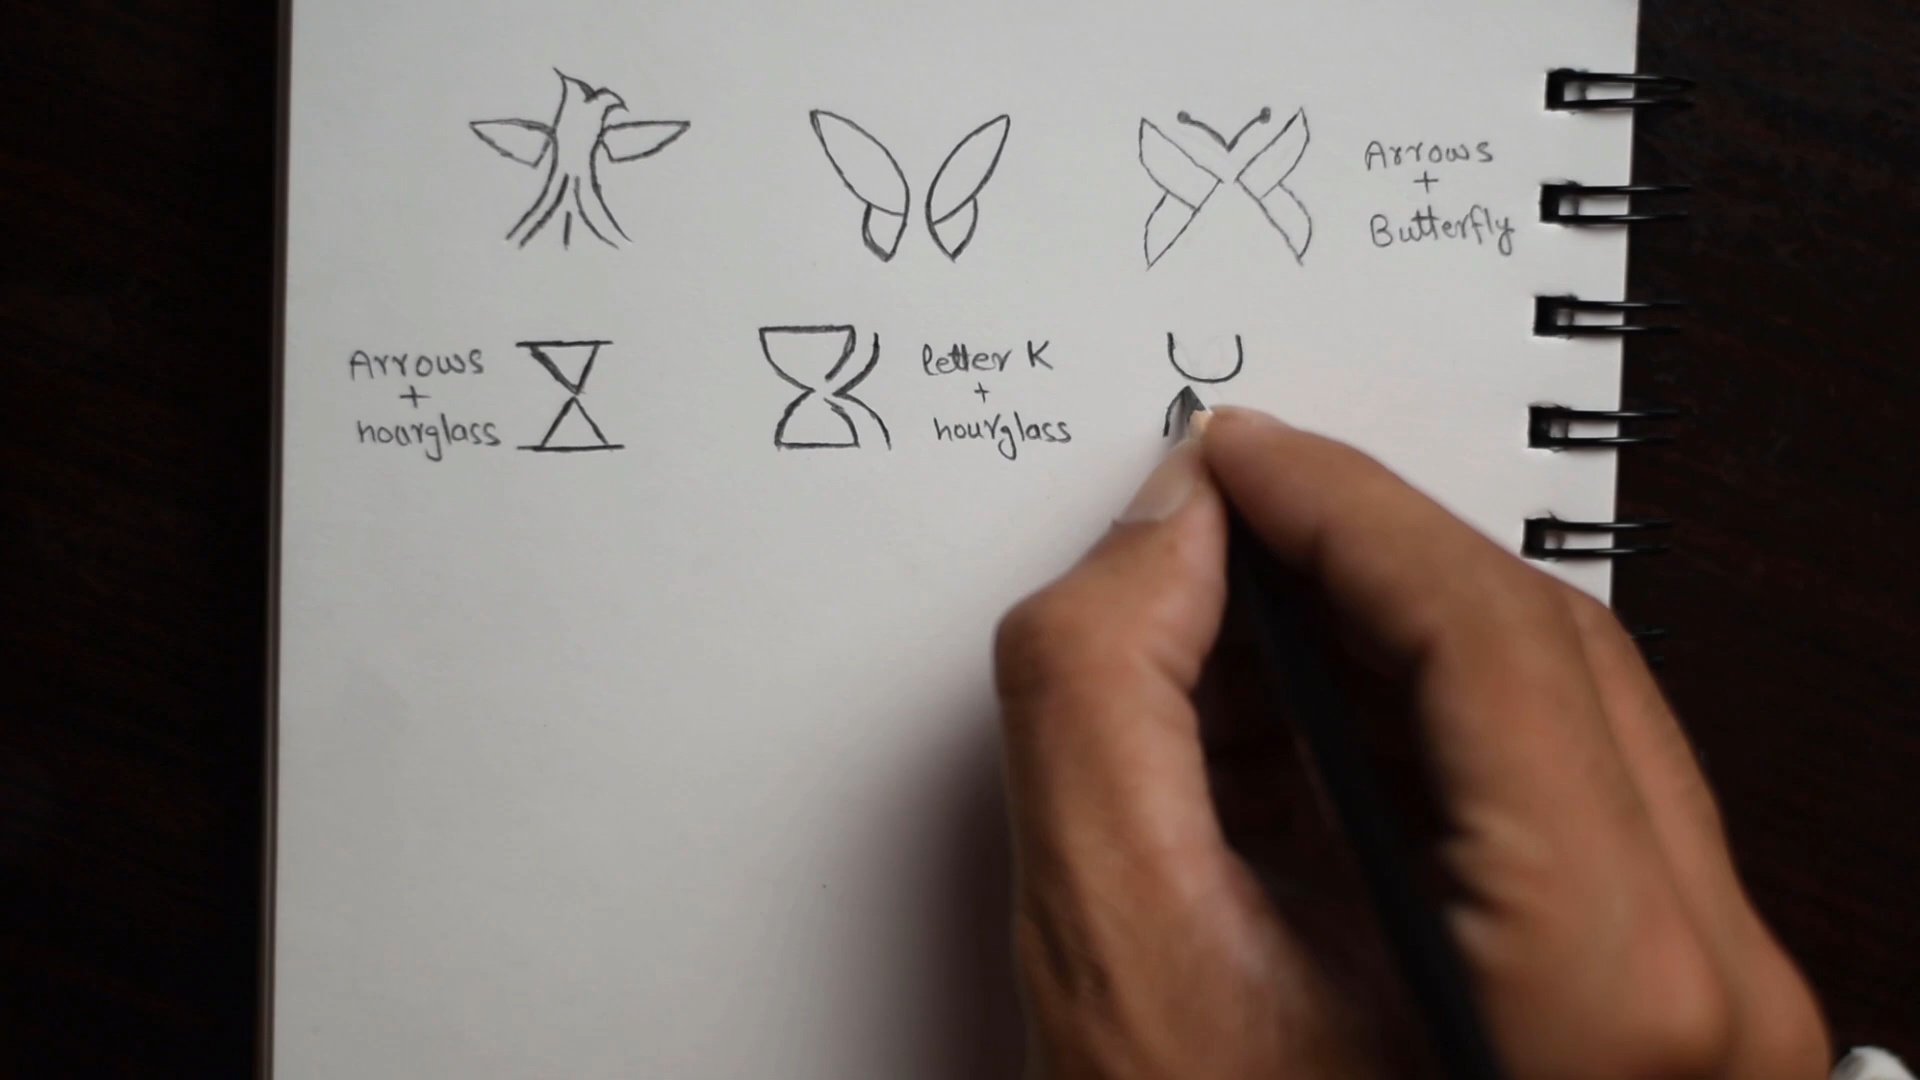 Arrows
+
Butterfly
Arrows
+
hourglass
letter K
+
hourglass